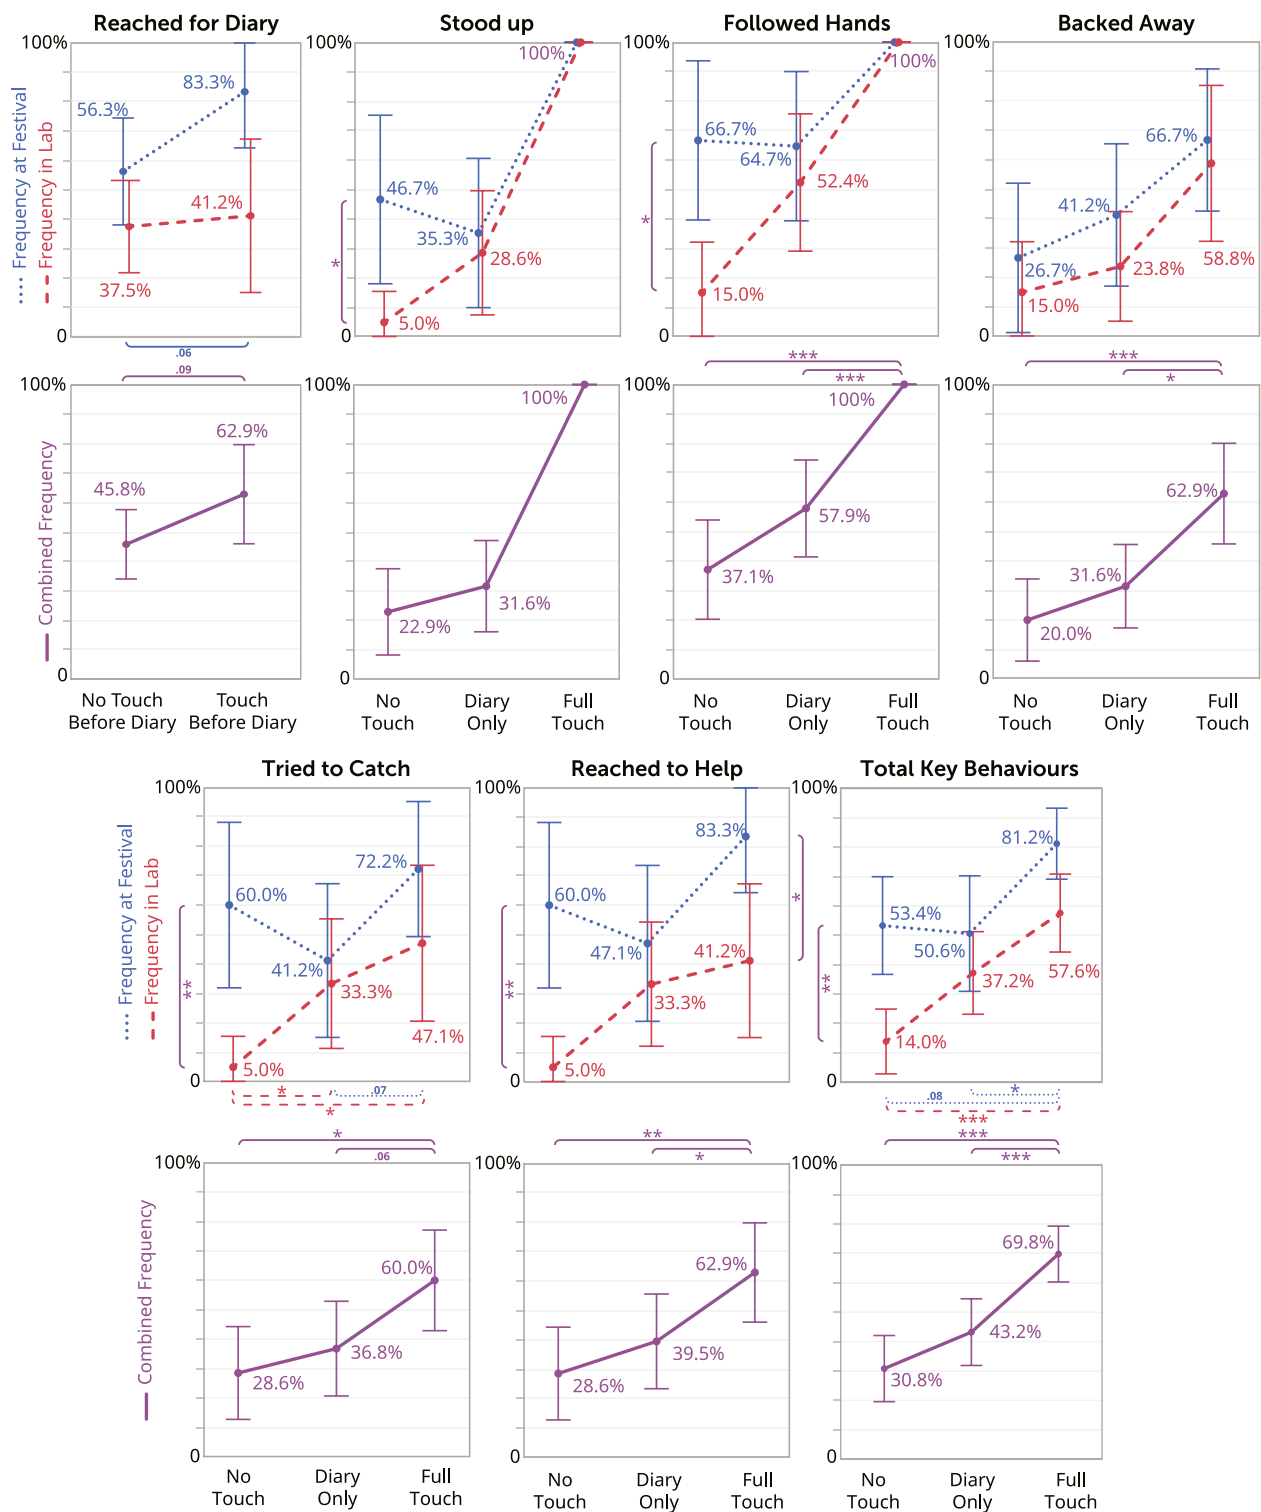 Reached for Diary
Stood up
Followed Hands
Backed Away
Frequency at Festival
Frequency in Lab
100%
56.3%
83.3%
41.2%
37.5%
0
.06
100%
100%
46.7%
35.3%
28.6%
5.0%
0
*
100%
100%
66.7%
64.7%
52.4%
15.0%
0
*
100%
66.7%
41.2%
26.7%
58.8%
23.8%
15.0%
0
Combined Frequency
.09
100%
62.9%
45.8%
0
No Touch
Before Diary
Touch
Before Diary
100%
100%
31.6%
22.9%
0
No
Touch
Diary
Only
Full
Touch
***
***
100%
100%
57.9%
37.1%
0
No
Touch
Diary
Only
Full
Touch
***
*
100%
62.9%
31.6%
20.0%
0
No
Touch
Diary
Only
Full
Touch
Tried to Catch
Reached to Help
Total Key Behaviours
Frequency at Festival
Frequency in Lab
100%
72.2%
60.0%
41.2%
33.3%
47.1%
5.0%
0
**
*
.07
*
100%
83.3%
60.0%
47.1%
41.2%
33.3%
5.0%
0
**
*
100%
81.2%
53.4%
50.6%
57.6%
37.2%
14.0%
0
**
*
.08
***
Combined Frequency
*
.06
100%
60.0%
36.8%
28.6%
0
No
Touch
Diary
Only
Full
Touch
**
*
100%
62.9%
39.5%
28.6%
0
No
Touch
Diary
Only
Full
Touch
***
***
100%
69.8%
43.2%
30.8%
0
No
Touch
Diary
Only
Full
Touch